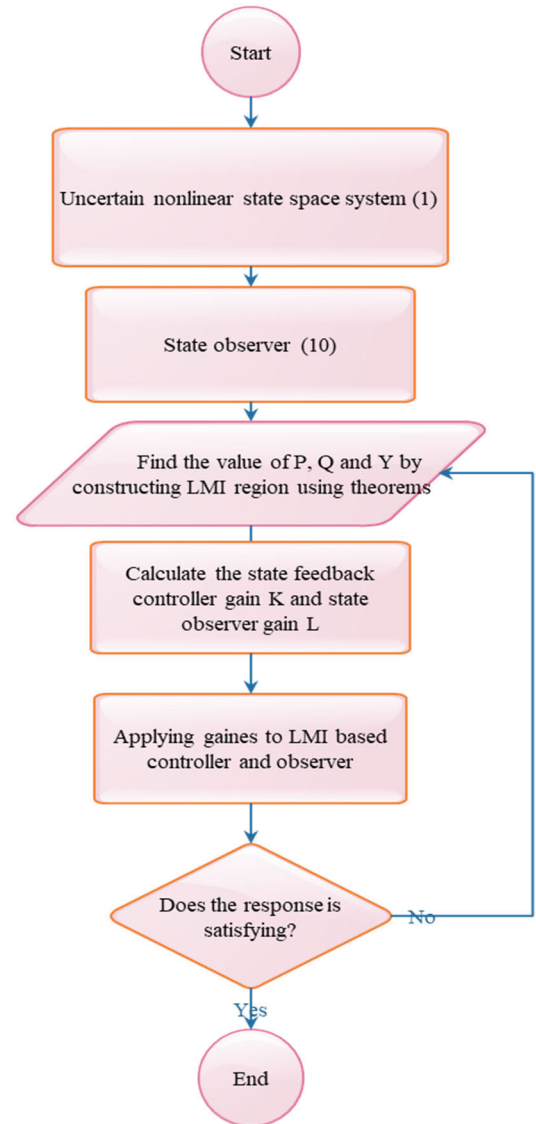 Start
Uncertain nonlinear state space system (1)
State observer (10)
Find the value of P, Q and Y by
constructing LMI region using theorems
Calculate the state feedback
controller gain K and state
observer gain L
Applying gaines to LMI based
controller and observer
Does the response is
satisfying?
No
Yes
End